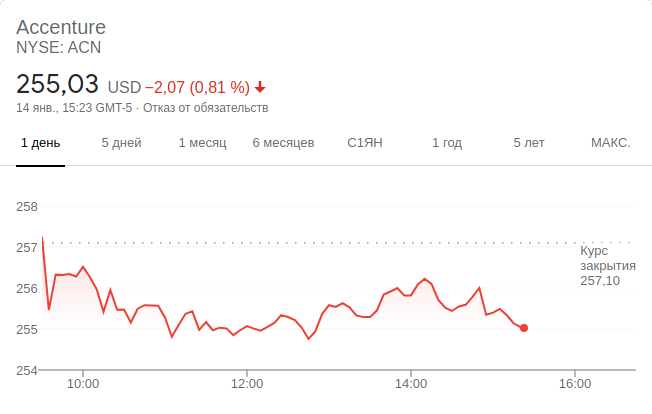 Accenture
NYSE: ACN
255,03 USD −2,07 (0,81 %)
14 янв., 15:23 GMT-5 · Отказ от обязательств
1 день 5 дней 1 месяц 6 месяцев С1ЯН 1 год 5 лет МАКС.
258
257
Курс
закрытия
257,10
256
255
254
10:00 12:00 14:00 16:00